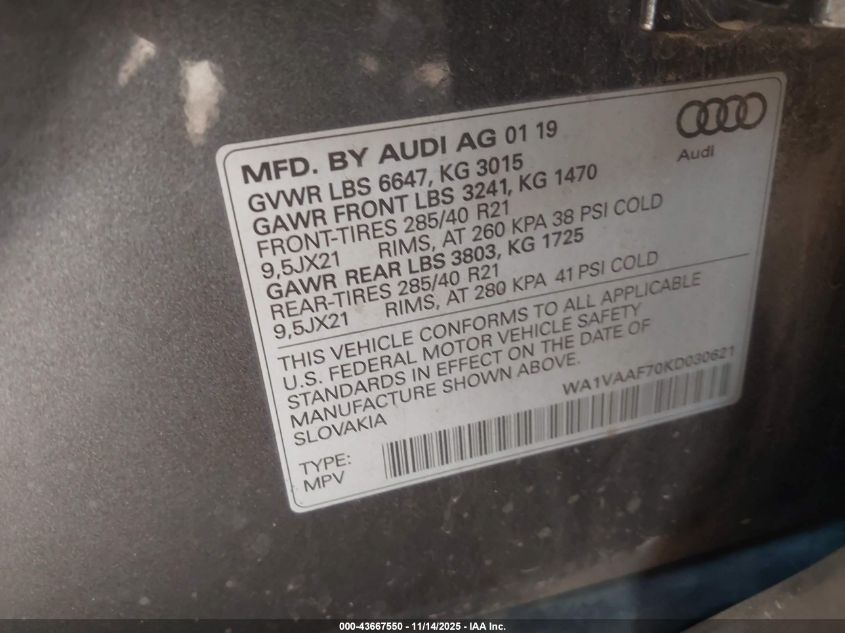 MFD. BY AUDI AG 01 19
Audi
GVWR LBS 6647, KG 3015
GAWR FRONT LBS 3241, KG 1470
FRONT-TIRES 285/40 R21
9,5JX21 RIMS, AT 260 KPA 38 PSI COLD
GAWR REAR LBS 3803, KG 1725
REAR-TIRES 285/40 R21
9,5JX21 RIMS, AT 280 KPA 41 PSI COLD
THIS VEHICLE CONFORMS TO ALL APPLICABLE
U.S. FEDERAL MOTOR VEHICLE SAFETY
STANDARDS IN EFFECT ON THE DATE OF
MANUFACTURE SHOWN ABOVE.
SLOVAKIA
WA1VAAF70KD030621
TYPE:
MPV
000-43667550 - 11/14/2025 - IAA Inc.